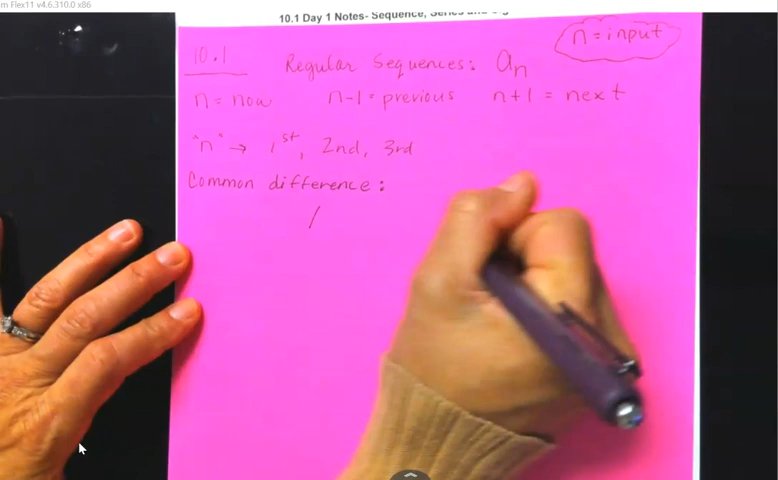 m Flex11 v4.6.310.0 x86
10.1 Day 1 Notes- Sequence, Series and
n = input
10.1 Regular Sequences: an
n = now n-1 = previous n+1 = next
"n" → 1st, 2nd, 3rd
Common difference: